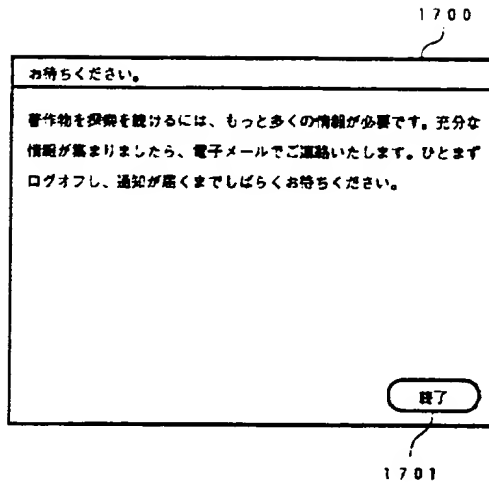 1700
お待ちください。
著作物を探索を続けるには、もっと多くの情報が必要です。充分な
情報が集まりましたら、電子メールでご連絡いたします。ひとまず
ログオフし、通知が届くまでしばらくお待ちください。
終了
1701